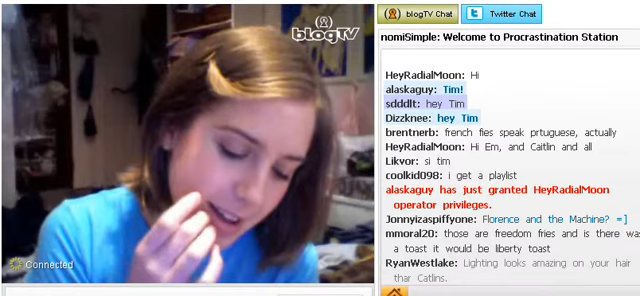 blogTV
Connected
blogTV Chat
Twitter Chat
nomiSimple: Welcome to Procrastination Station
HeyRadialMoon: Hi
alaskaguy: Tim!
sdddlt: hey Tim
Dizzknee: hey Tim
brentnerb: french fies speak prtuguese, actually
HeyRadialMoon: Hi Em, and Caitlin and all
Likvor: si tim
coolkid098: i get a playlist
alaskaguy has just granted HeyRadialMoon
operator privileges.
Jonnyizaspiffyone: Florence and the Machine? =]
mmoral20: those are freedom fries and is there was
a toast it would be liberty toast
RyanWestlake: Lighting looks amazing on your hair
thar Catlins.